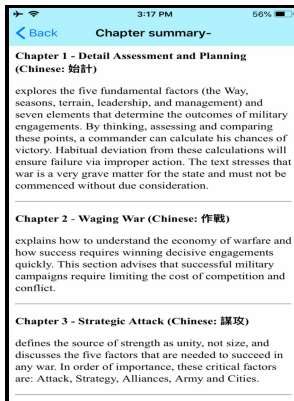 3:17 PM
56%
Back
Chapter summary-
Chapter 1 - Detail Assessment and Planning
(Chinese: 始計)
explores the five fundamental factors (the Way,
seasons, terrain, leadership, and management) and
seven elements that determine the outcomes of military
engagements. By thinking, assessing and comparing
these points, a commander can calculate his chances of
victory. Habitual deviation from these calculations will
ensure failure via improper action. The text stresses that
war is a very grave matter for the state and must not be
commenced without due consideration.
Chapter 2 - Waging War (Chinese: 作戰)
explains how to understand the economy of warfare and
how success requires winning decisive engagements
quickly. This section advises that successful military
campaigns require limiting the cost of competition and
conflict.
Chapter 3 - Strategic Attack (Chinese: 謀攻)
defines the source of strength as unity, not size, and
discusses the five factors that are needed to succeed in
any war. In order of importance, these critical factors
are: Attack, Strategy, Alliances, Army and Cities.